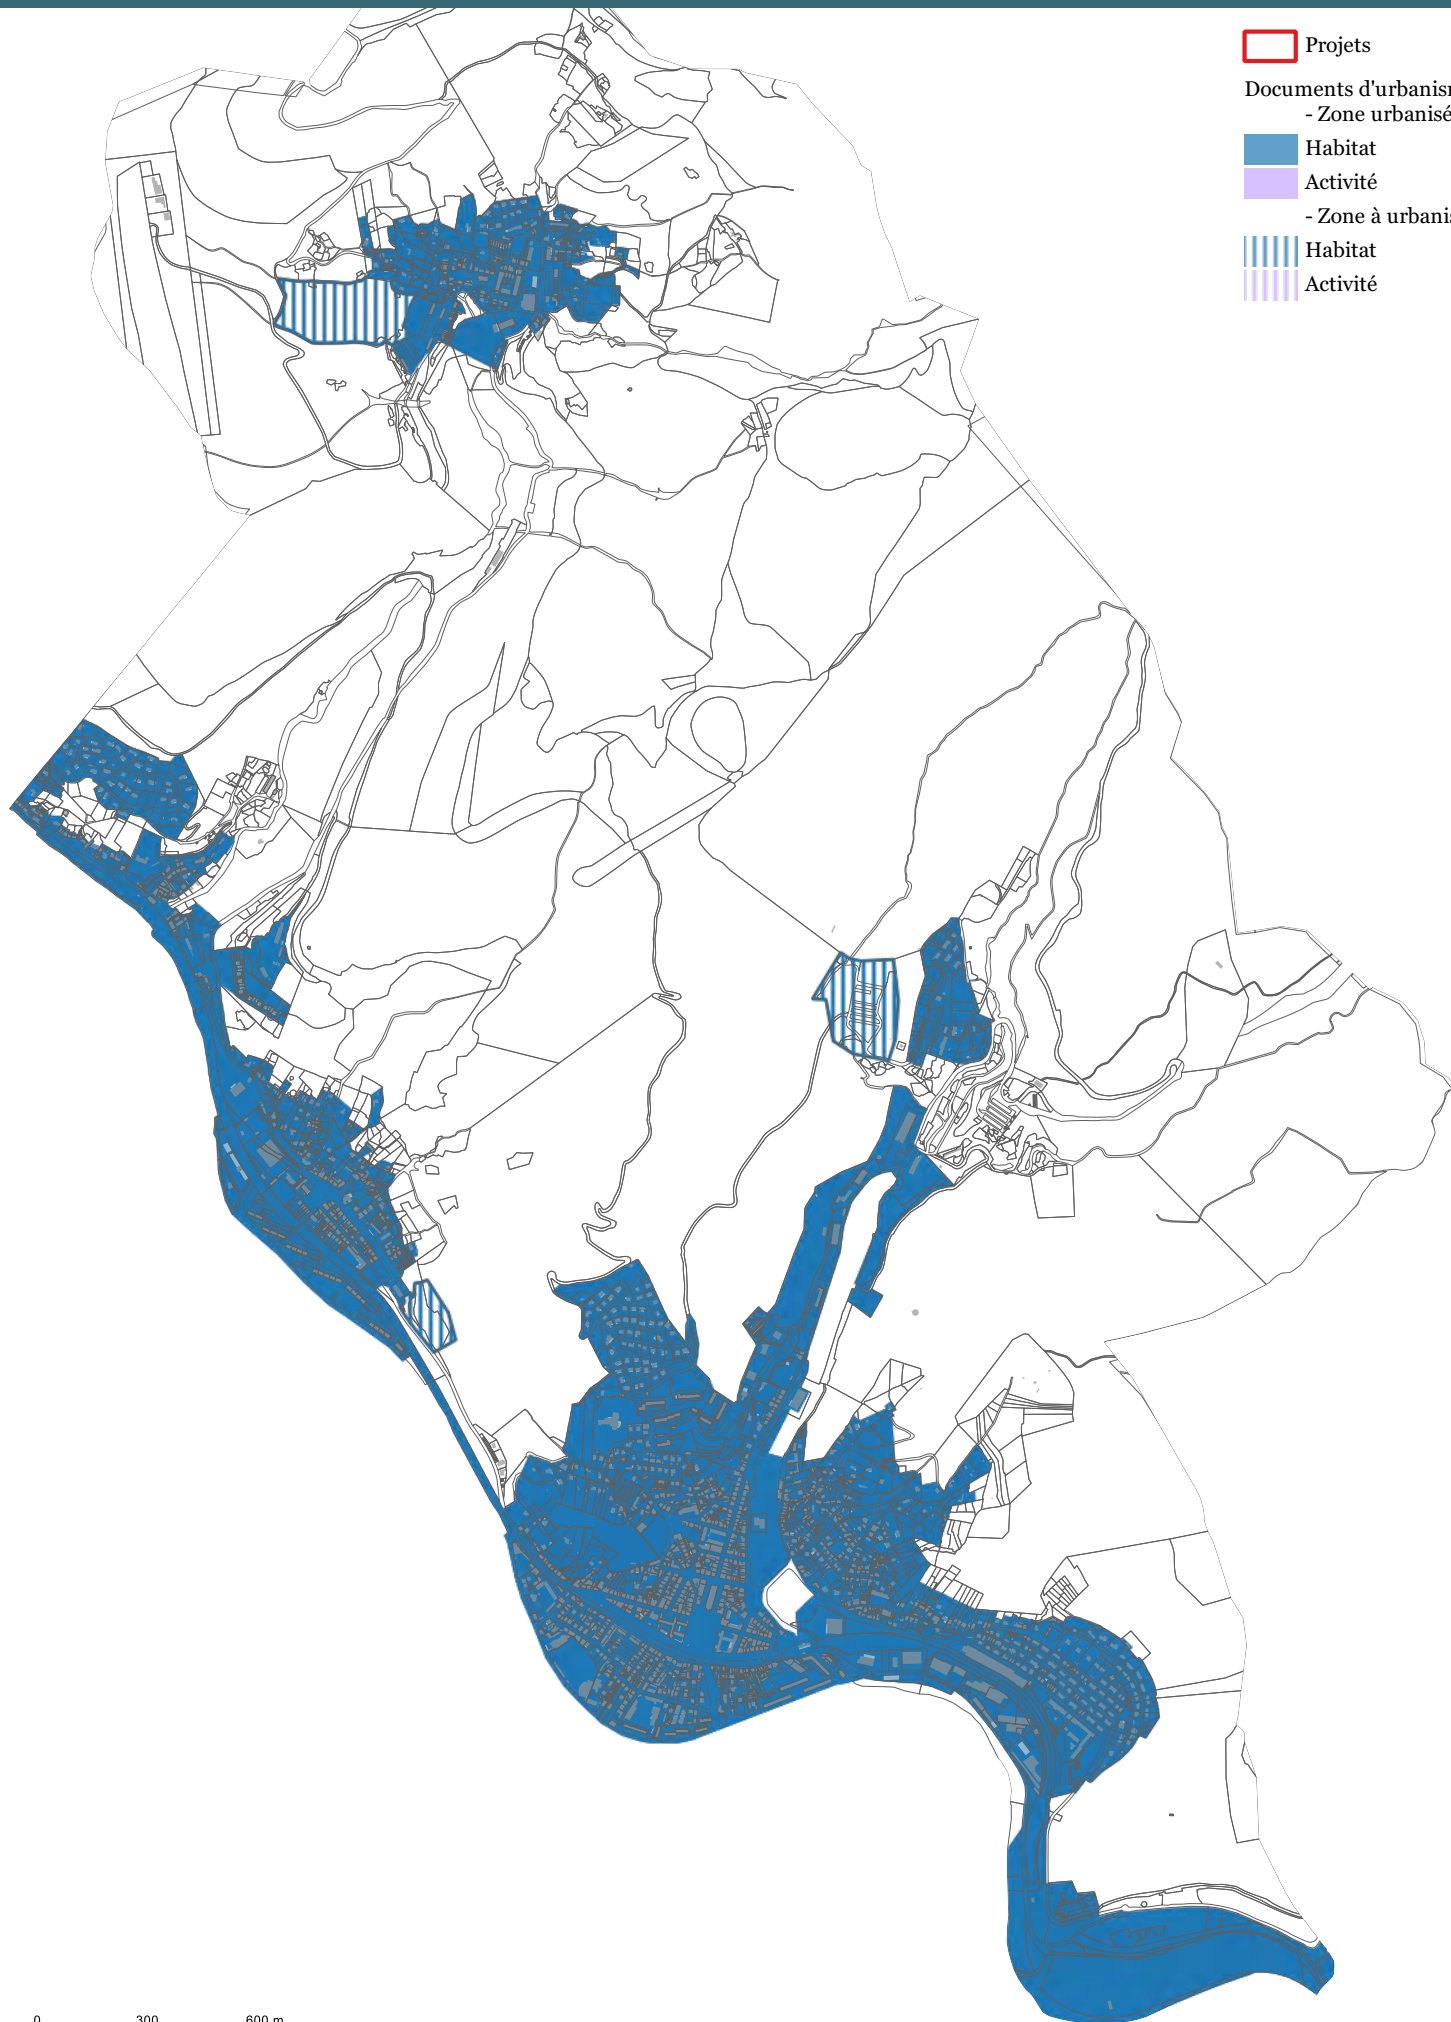 Projets
Documents d'urbanism
- Zone urbanisé
Habitat
Activité
- Zone à urbanis
Habitat
Activité
0 300 600 m